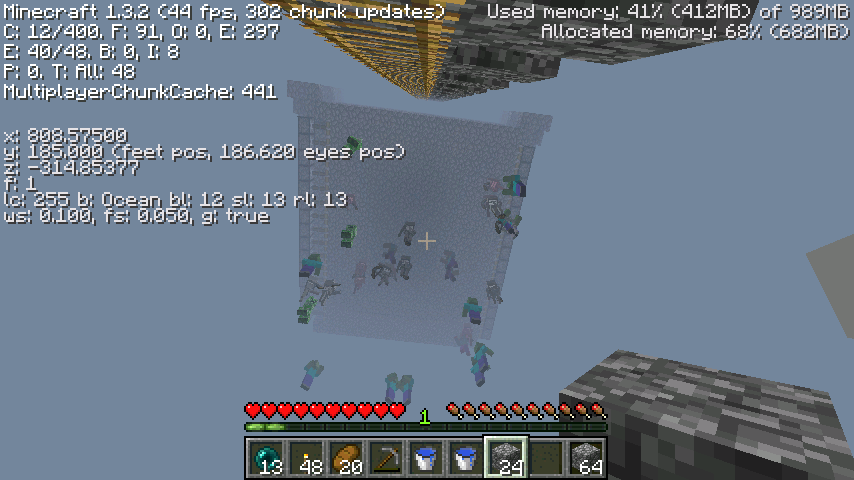 Minecraft 1.3.2 (44 fps, 302 chunk updates)
C: 12/400. F: 91, O: 0, E: 297
E: 40/48. B: 0, I: 8
P: 0. T: All: 48
MultiplayerChunkCache: 441
Used memory: 41% (412MB) of 989MB
Allocated memory: 68% (682MB)
x: 808.57500
y: 185.000 (feet pos, 186.620 eyes pos)
z: -314.85377
f: 1
lc: 255 b: Ocean bl: 12 sl: 13 rl: 13
ws: 0.100, fs: 0.050, g: true
1
13 48 20 24 64